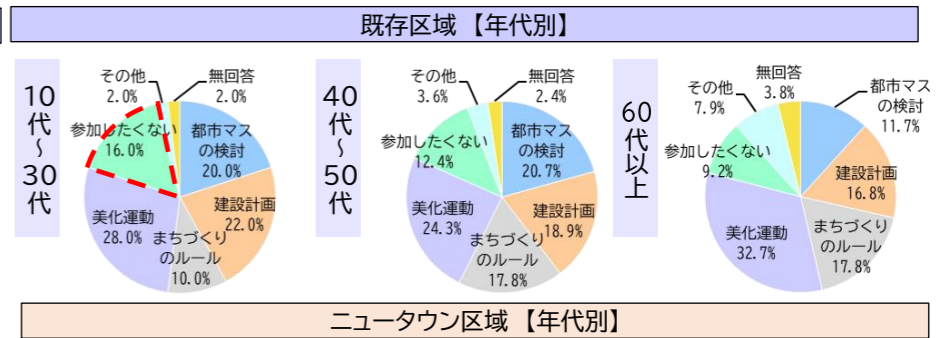 既存区域【年代別】
10
代
～
30
代
その他
2.0%
無回答
2.0%
都市マス
の検討
20.0%
建設計画
22.0%
まちづくり
のルール
10.0%
美化運動
28.0%
参加したくない
16.0%
40
代
～
50
代
その他
3.6%
無回答
2.4%
都市マス
の検討
20.7%
建設計画
18.9%
まちづくり
のルール
17.8%
美化運動
24.3%
参加したくない
12.4%
60
代
以
上
その他
7.9%
無回答
3.8%
都市マス
の検討
11.7%
建設計画
16.8%
まちづくり
のルール
17.8%
美化運動
32.7%
参加したくない
9.2%
ニュータウン区域【年代別】